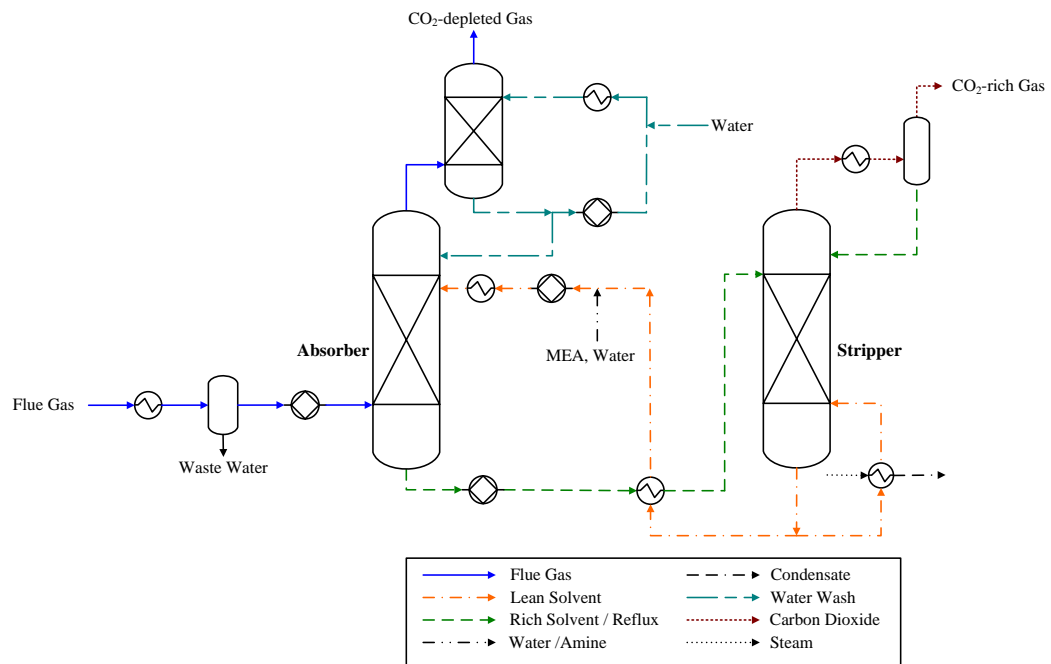 CO₂-depleted Gas
CO₂-rich Gas
Water
Absorber
MEA, Water
Stripper
Flue Gas
Waste Water
Flue Gas
Condensate
Lean Solvent
Water Wash
Rich Solvent / Reflux
Carbon Dioxide
Water /Amine
Steam